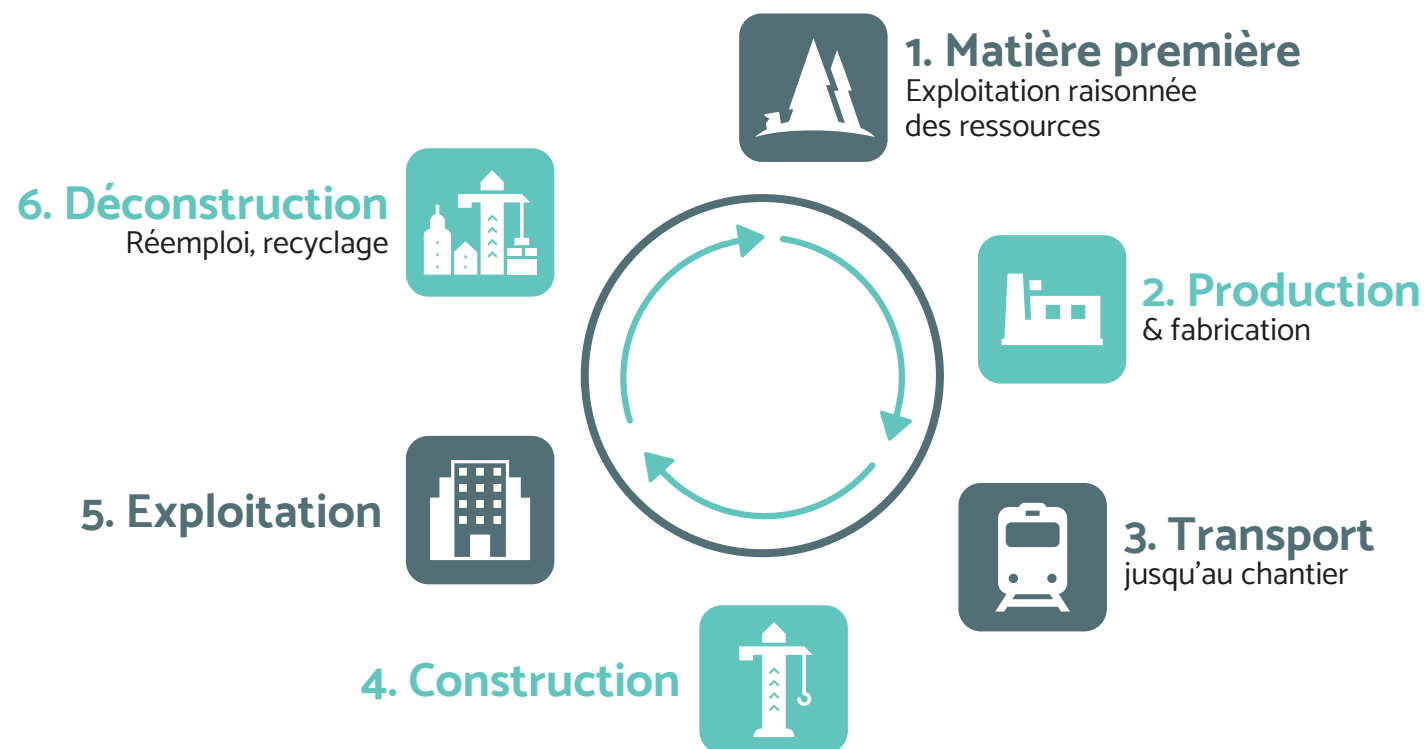 1. Matière première
Exploitation raisonnée
des ressources
2. Production
& fabrication
3. Transport
jusqu’au chantier
4. Construction
5. Exploitation
6. Déconstruction
Réemploi, recyclage